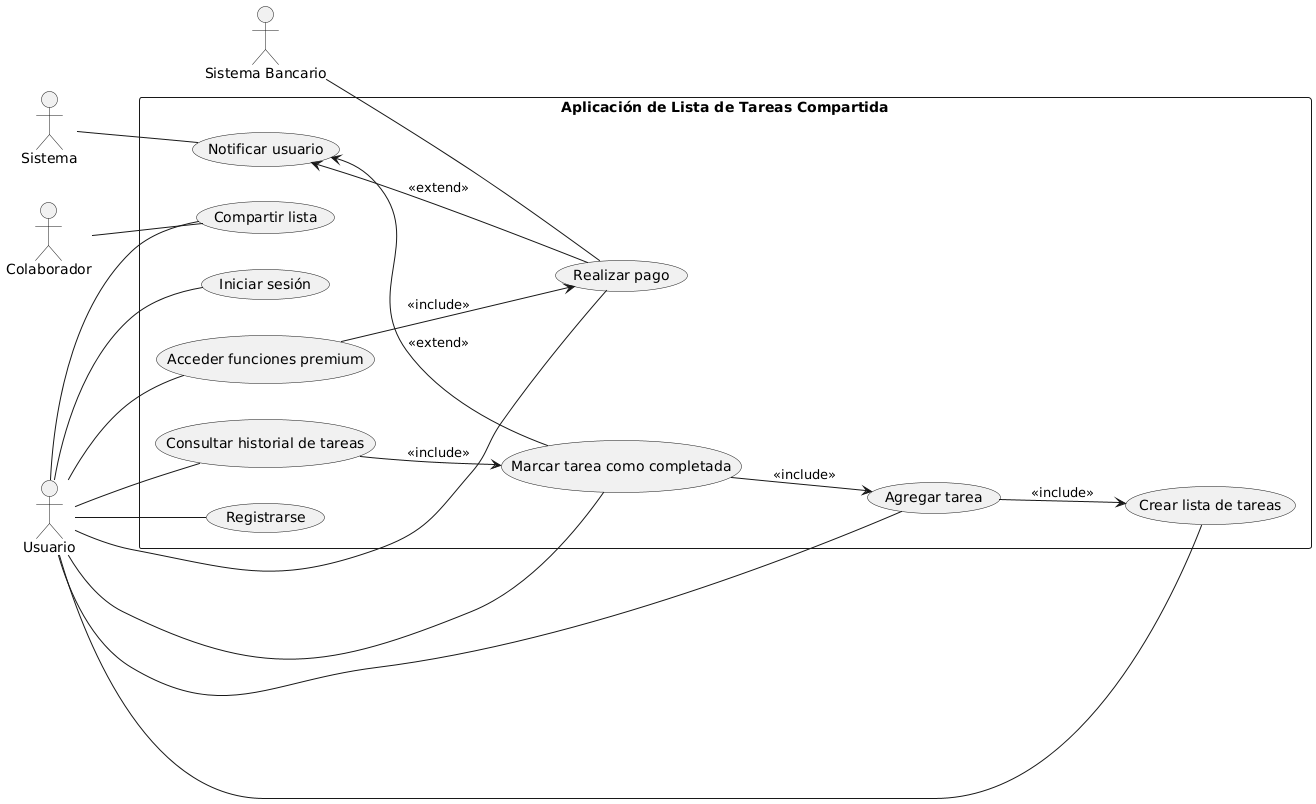 Sistema Bancario
Aplicación de Lista de Tareas Compartida
Sistema
Notificar usuario
«extend»
Compartir lista
Colaborador
Iniciar sesión
Realizar pago
«include»
«extend»
Acceder funciones premium
Consultar historial de tareas
«include»
Marcar tarea como completada
«include»
Agregar tarea
«include»
Crear lista de tareas
Registrarse
Usuario